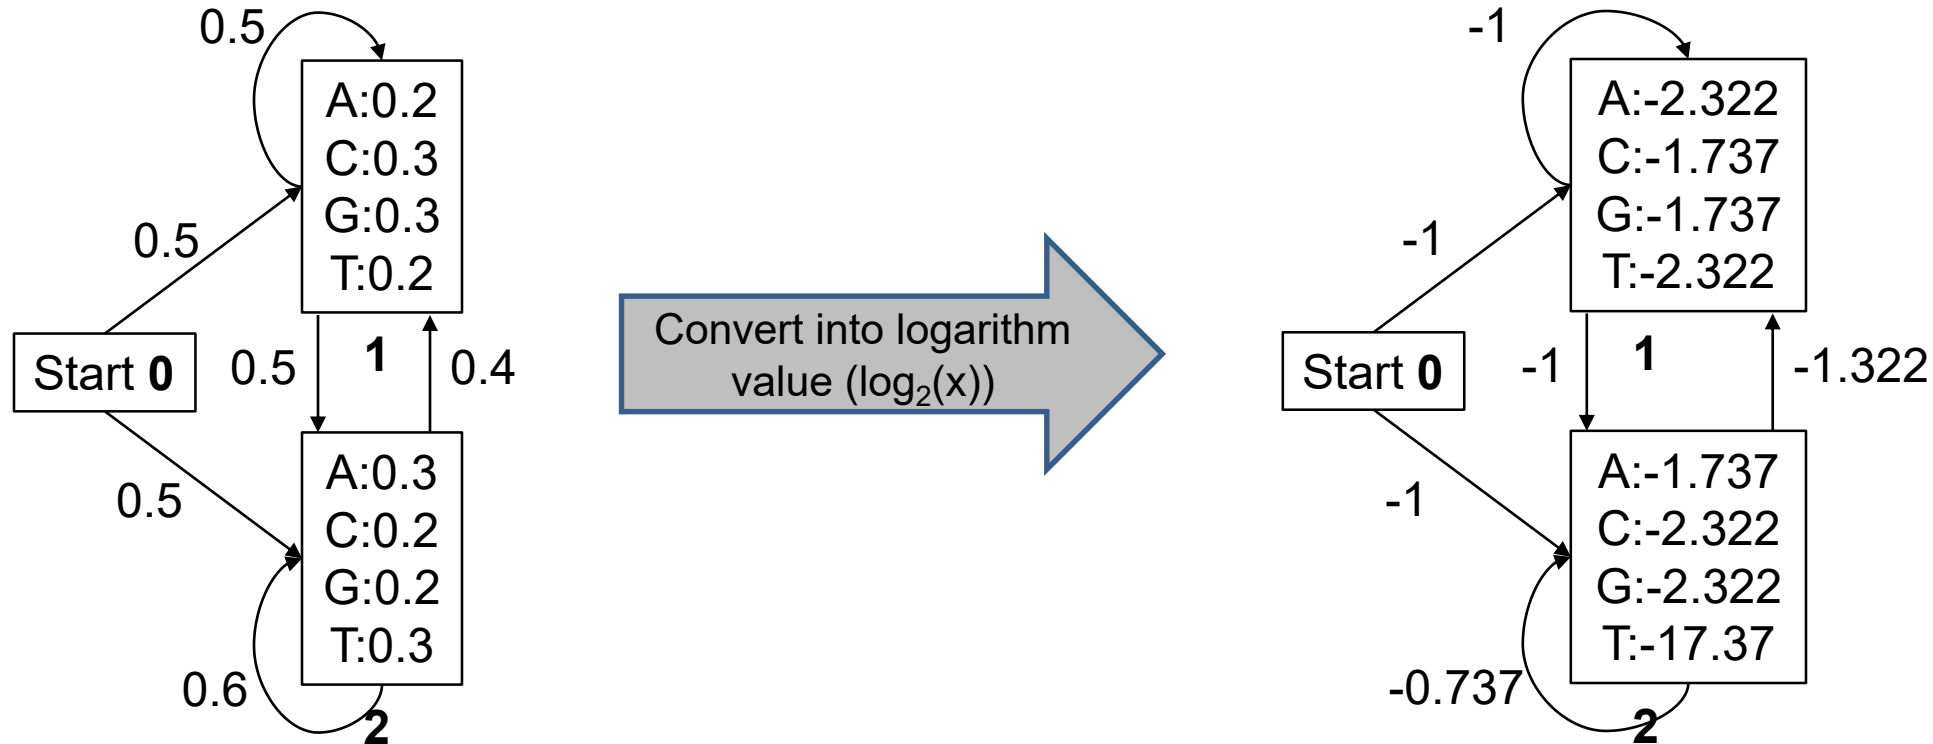 0.5
A:0.2
C:0.3
G:0.3
T:0.2
0.5
Start 0
0.5
1
0.4
0.5
A:0.3
C:0.2
G:0.2
T:0.3
0.6
2
Convert into logarithm
value (log₂(x))
-1
A:-2.322
C:-1.737
G:-1.737
T:-2.322
-1
Start 0
-1
1
-1.322
-1
A:-1.737
C:-2.322
G:-2.322
T:-17.37
-0.737
2